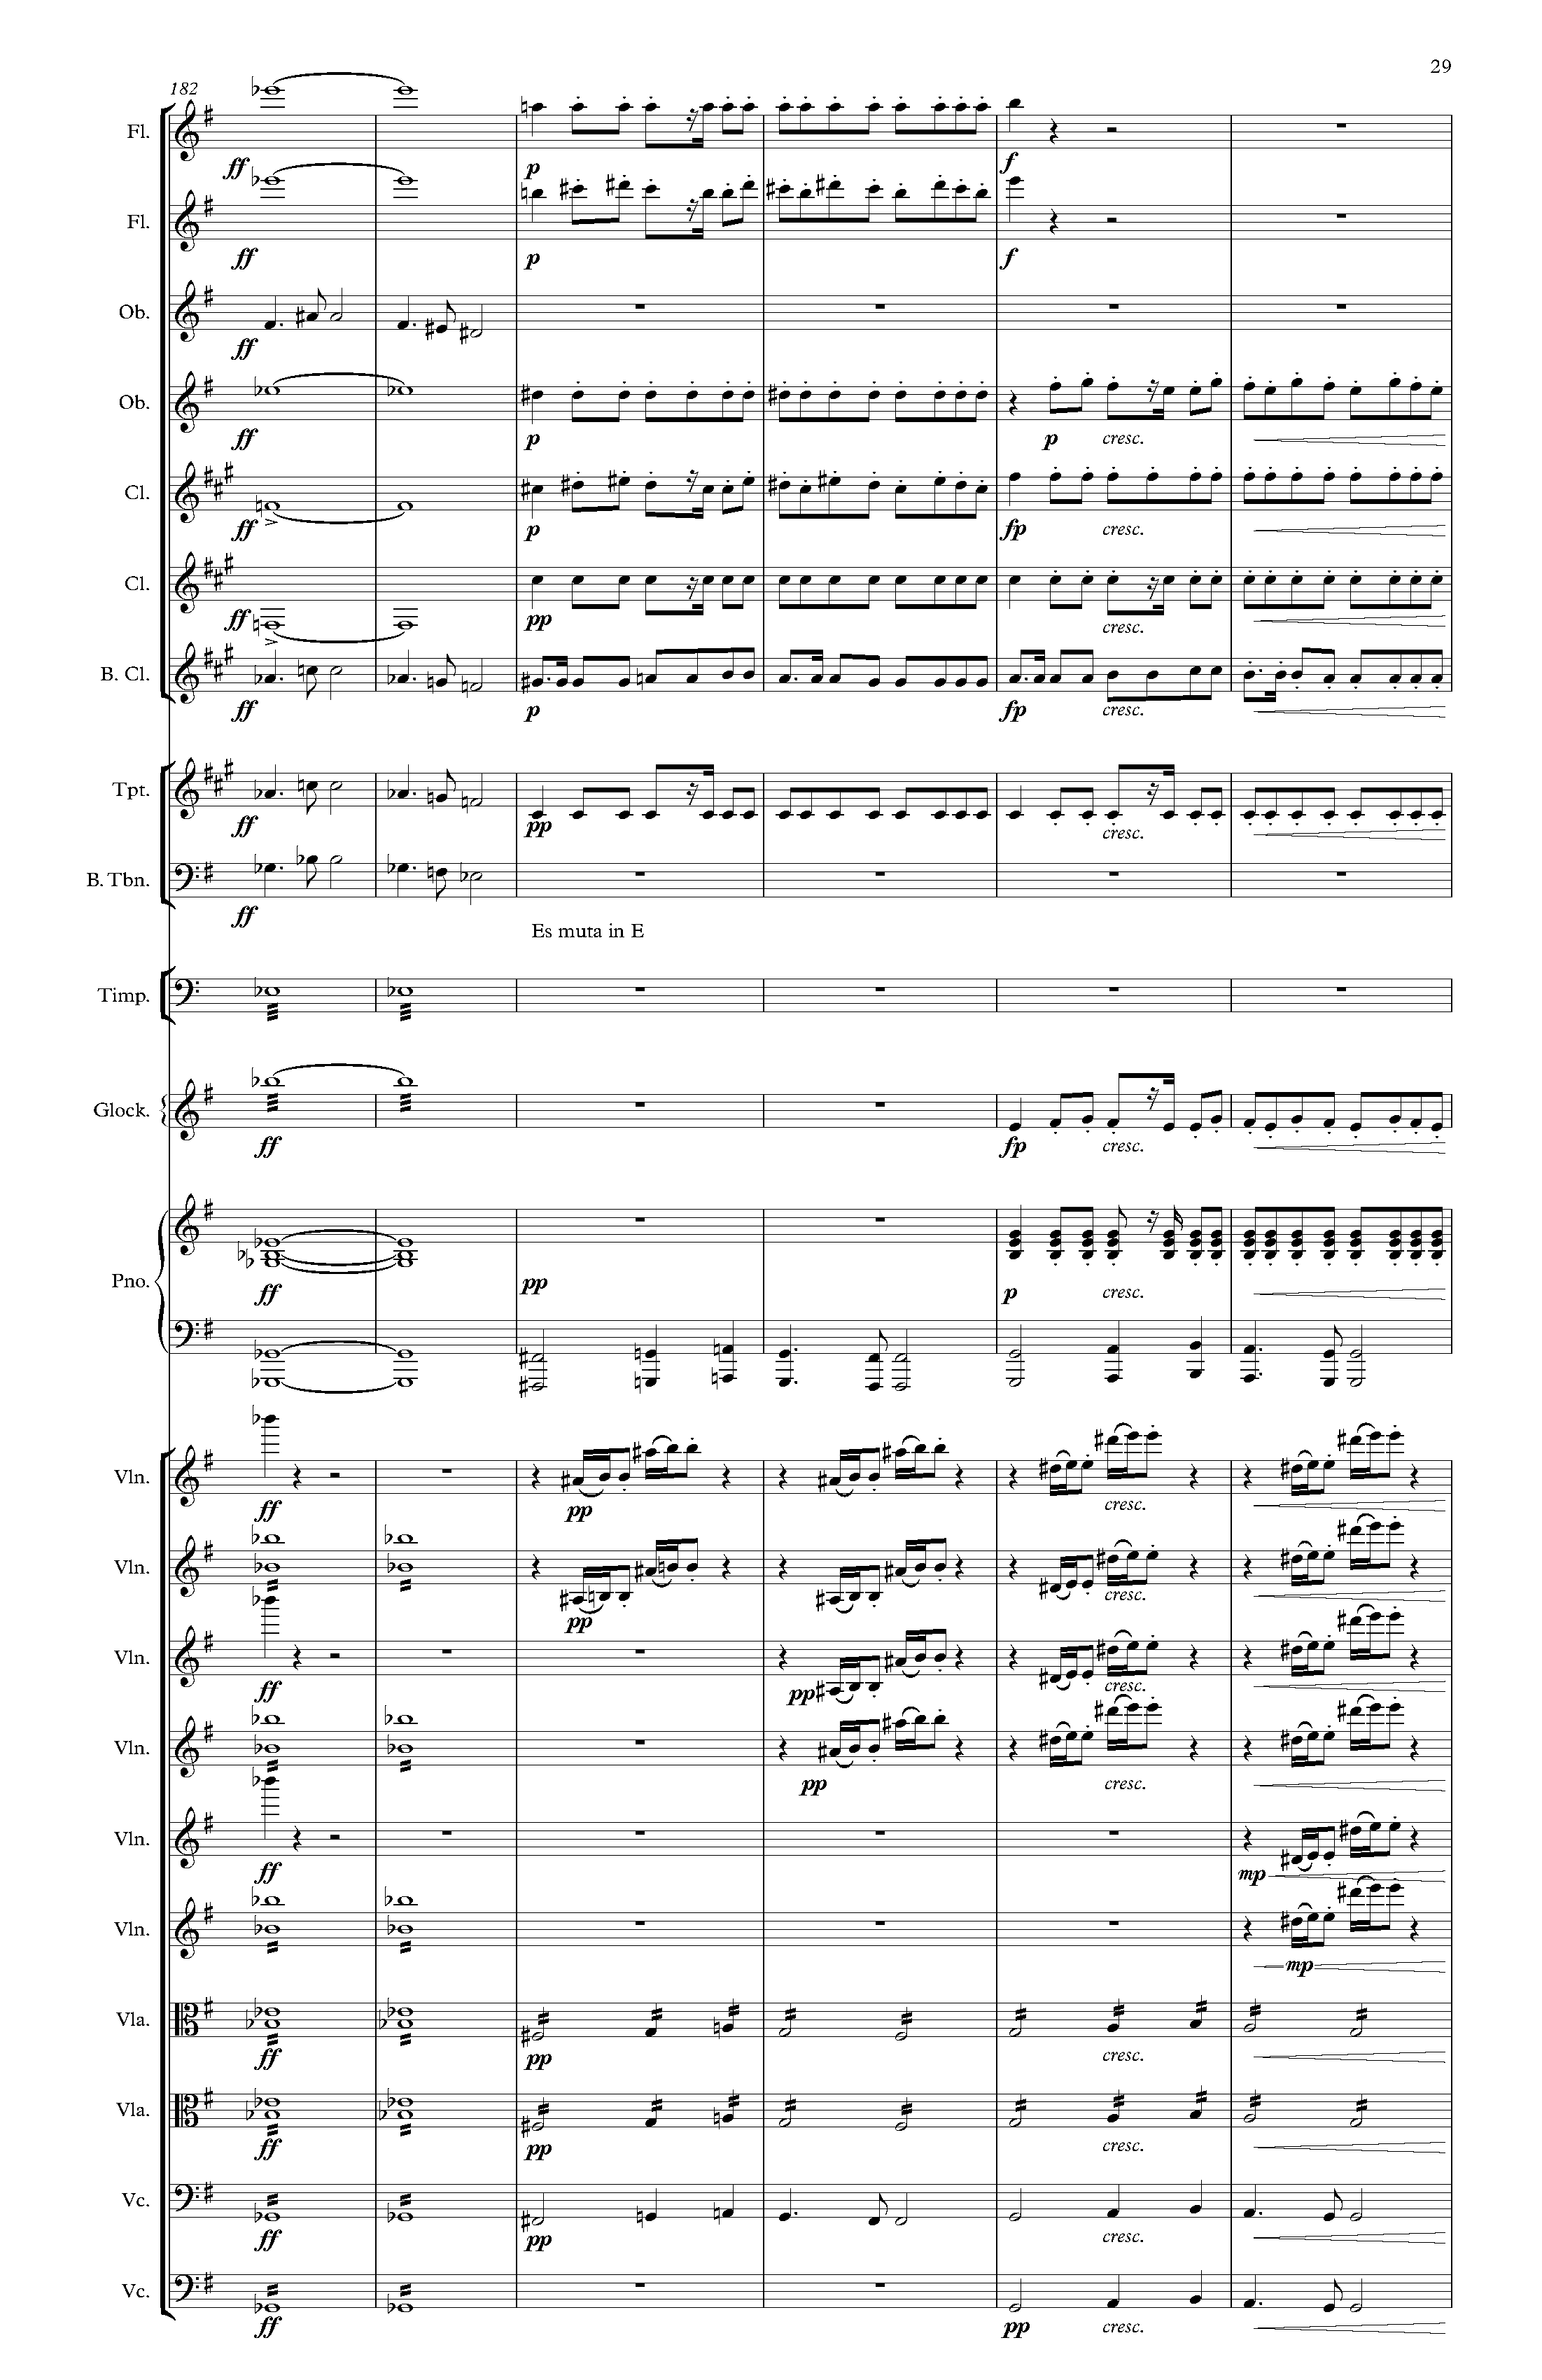 29
182
Fl.
ff p f
Fl.
ff p f
Ob.
ff
Ob.
ff p p cresc.
Cl.
ff p fp cresc.
Cl.
ff pp cresc.
B. Cl.
ff p fp cresc.
Tpt.
ff pp cresc.
B. Tbn.
ff
Es muta in E
Timp.
Glock.
ff fp cresc.
Pno.
ff pp p cresc.
Vln.
ff pp cresc.
Vln.
pp cresc.
Vln.
ff pp cresc.
Vln.
pp cresc.
Vln.
ff mp
Vln.
mp
Vla.
ff pp cresc.
Vla.
ff pp cresc.
Vc.
ff pp cresc.
Vc.
ff pp cresc.